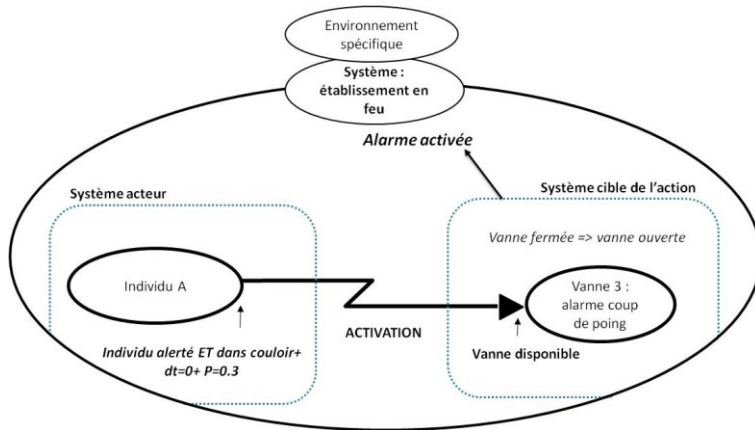 Environnement
spécifique
Système :
établissement en
feu
Alarme activée
Système acteur
Système cible de l'action
Vanne fermée => vanne ouverte
Individu A
Vanne 3 :
alarme coup
de poing
ACTIVATION
Individu alerté ET dans couloir+
dt=0+ P=0.3
Vanne disponible